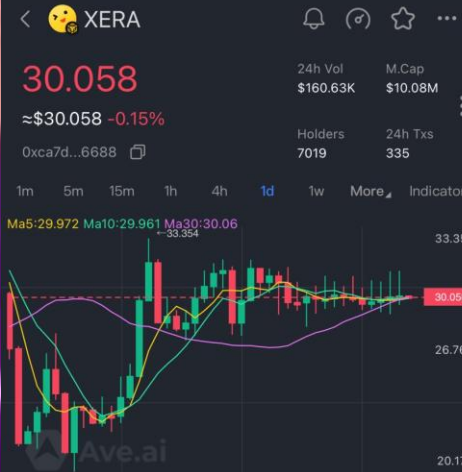 XERA
30.058
24h Vol
M.Cap
$160.63K
$10.08M
≈$30.058 -0.15%
Holders
24h Txs
0xca7d...6688
7019
335
1m 5m 15m 1h 4h 1d 1w More Indicator
Ma5:29.972 Ma10:29.961 Ma30:30.06
←33.354
33.35
30.05
26.76
Ave.ai
20.17